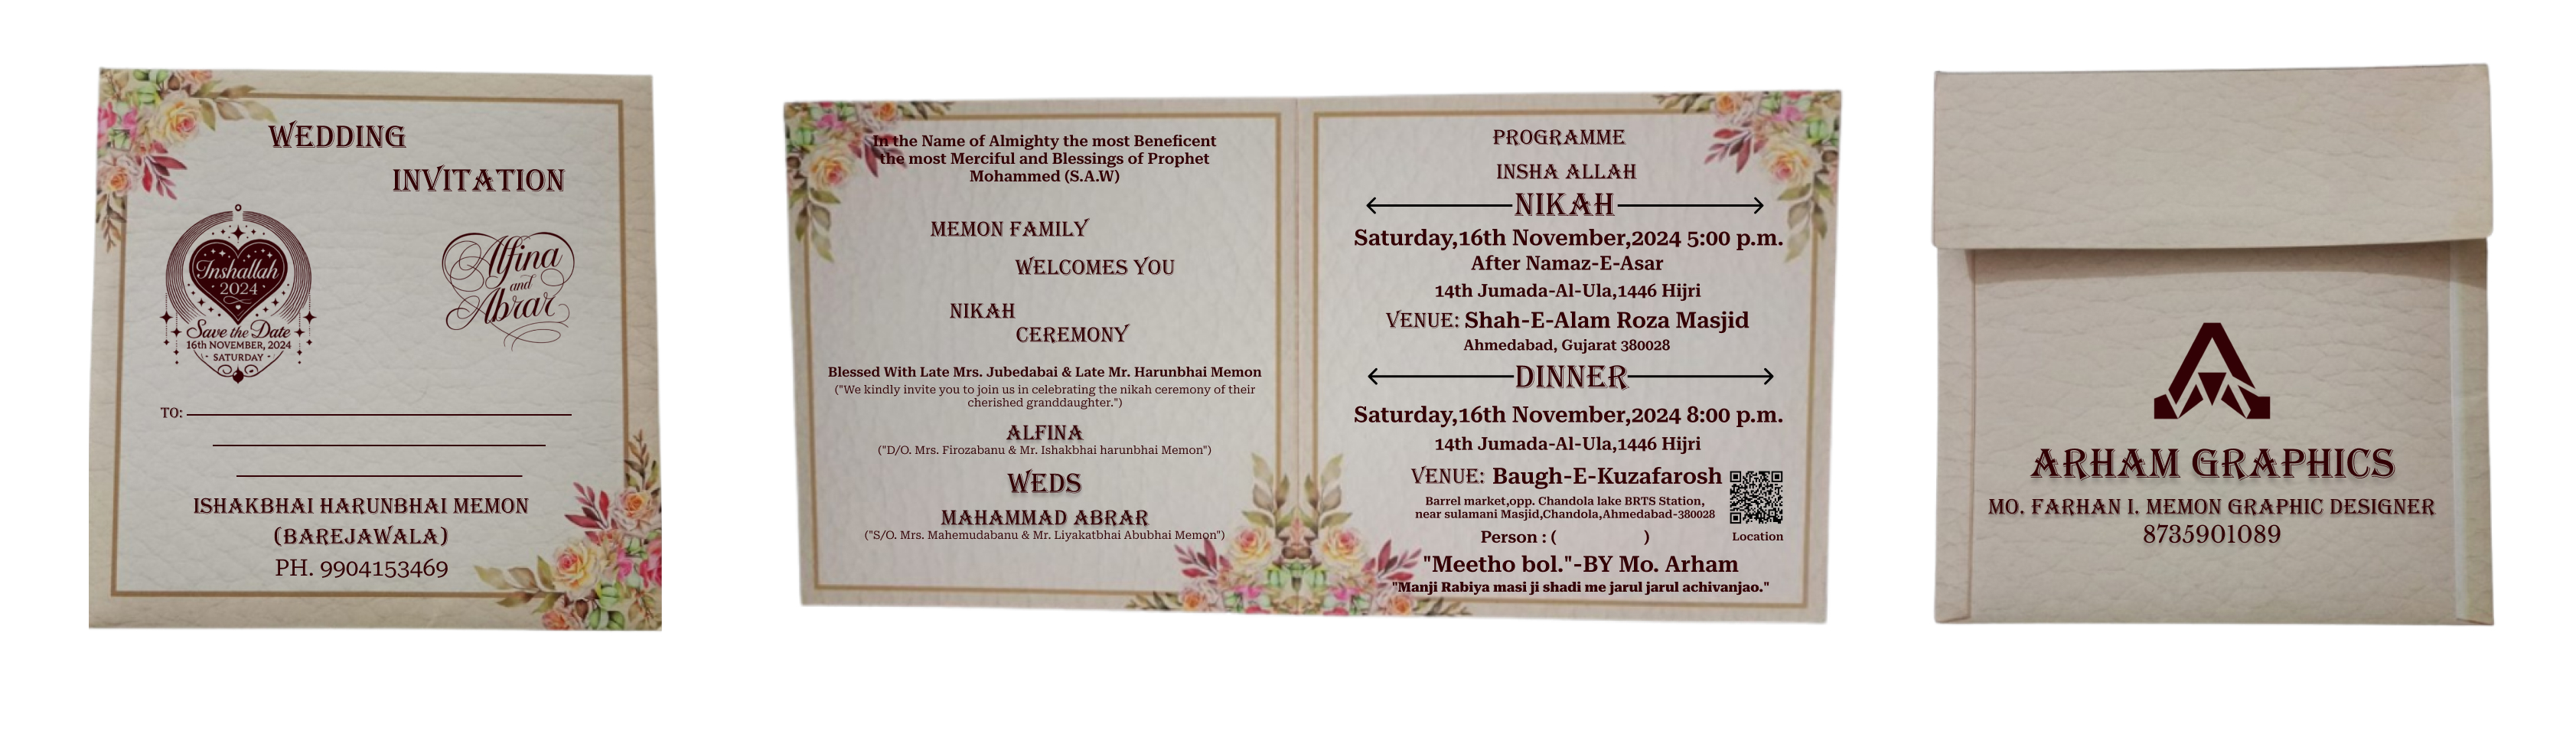 WEDDING
INVITATION
Inshallah
2024
Save the Date
16th NOVEMBER, 2024
SATURDAY
Alfina
and
Abrar
TO:
ISHAKBHAI HARUNBHAI MEMON
(BAREJAWALA)
PH. 9904153469
In the Name of Almighty the most Beneficent
the most Merciful and Blessings of Prophet
Mohammed (S.A.W)
MEMON FAMILY
WELCOMES YOU
NIKAH
CEREMONY
Blessed With Late Mrs. Jubedabai & Late Mr. Harunbhai Memon
("We kindly invite you to join us in celebrating the nikah ceremony of their
cherished granddaughter.")
ALFINA
("D/O. Mrs. Firozabanu & Mr. Ishakbhai harunbhai Memon")
WEDS
MAHAMMAD ABRAR
("S/O. Mrs. Mahemudabanu & Mr. Liyakatbhai Abubhai Memon")
PROGRAMME
INSHA ALLAH
NIKAH
Saturday,16th November,2024 5:00 p.m.
After Namaz-E-Asar
14th Jumada-Al-Ula,1446 Hijri
VENUE: Shah-E-Alam Roza Masjid
Ahmedabad, Gujarat 380028
DINNER
Saturday,16th November,2024 8:00 p.m.
14th Jumada-Al-Ula,1446 Hijri
VENUE: Baugh-E-Kuzafarosh
Barrel market,opp. Chandola lake BRTS Station,
near sulamani Masjid,Chandola,Ahmedabad-380028
Person : ( )
Location
"Meetho bol."-BY Mo. Arham
"Manji Rabiya masi ji shadi me jarul jarul achivanjao."
ARHAM GRAPHICS
MO. FARHAN I. MEMON GRAPHIC DESIGNER
8735901089